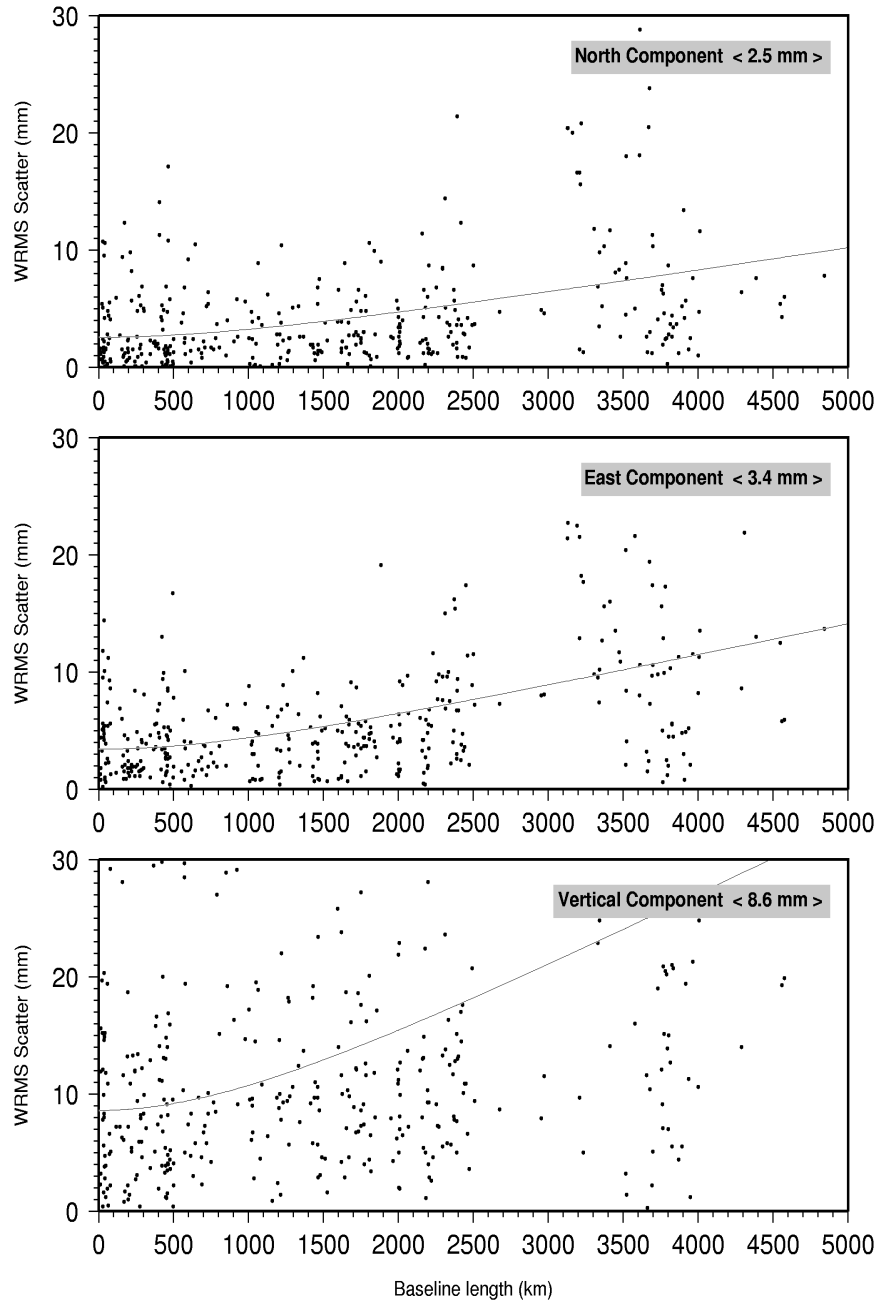 30
North Component < 2.5 mm >
20
WRMS Scatter (mm)
10
0
0 500 1000 1500 2000 2500 3000 3500 4000 4500 5000
30
East Component < 3.4 mm >
20
WRMS Scatter (mm)
10
0
0 500 1000 1500 2000 2500 3000 3500 4000 4500 5000
30
Vertical Component < 8.6 mm >
20
WRMS Scatter (mm)
10
0
0 500 1000 1500 2000 2500 3000 3500 4000 4500 5000
Baseline length (km)